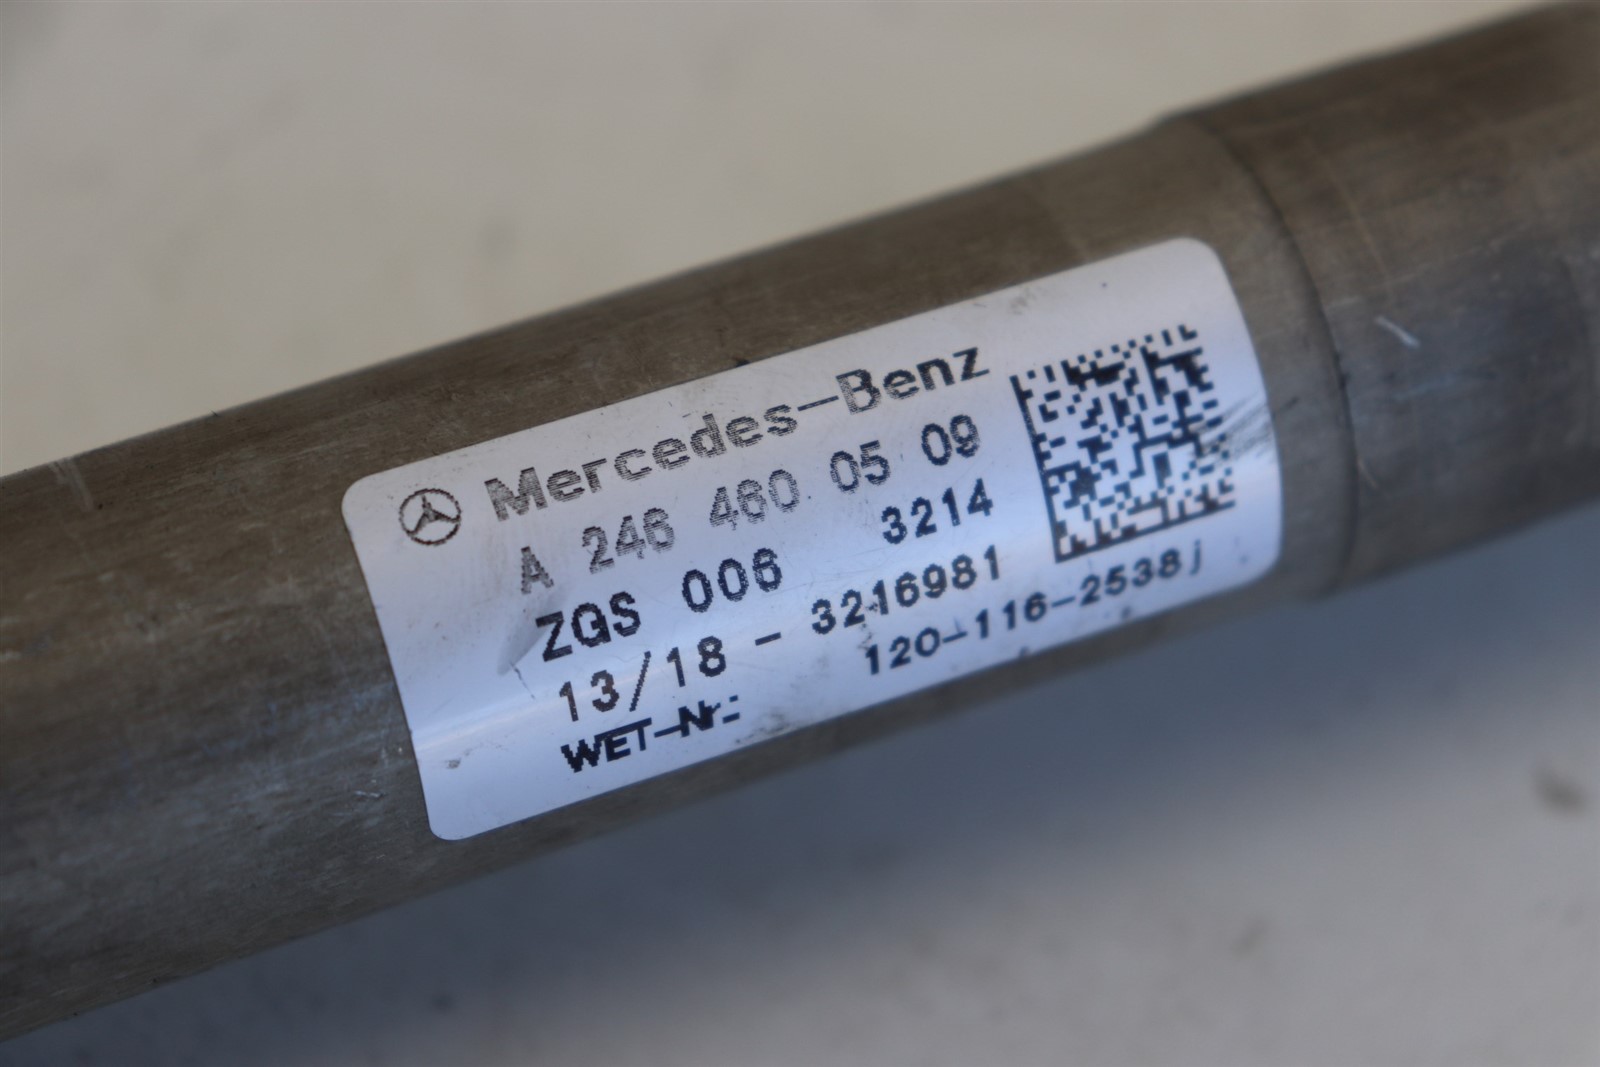 Mercedes-Benz
A 246 460 05 09
ZGS 006 3214
13/18 - 3216981
WET-Nr.: 120-116-2538j